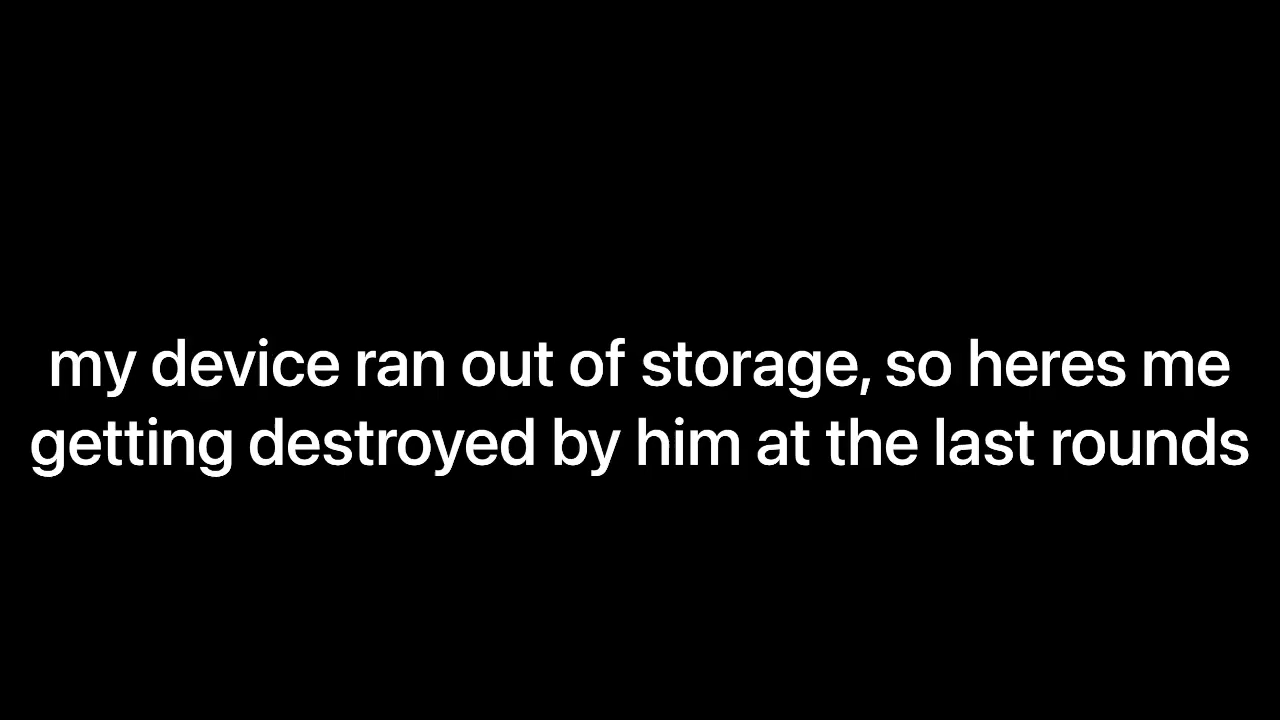 my device ran out of storage, so heres me
getting destroyed by him at the last rounds